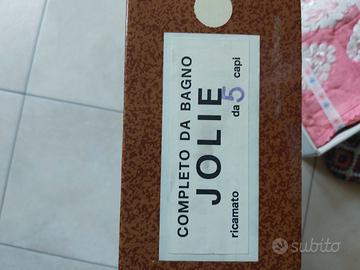 COMPLETO DA BAGNO
JOLIE
ricamato da 5 capi
subito